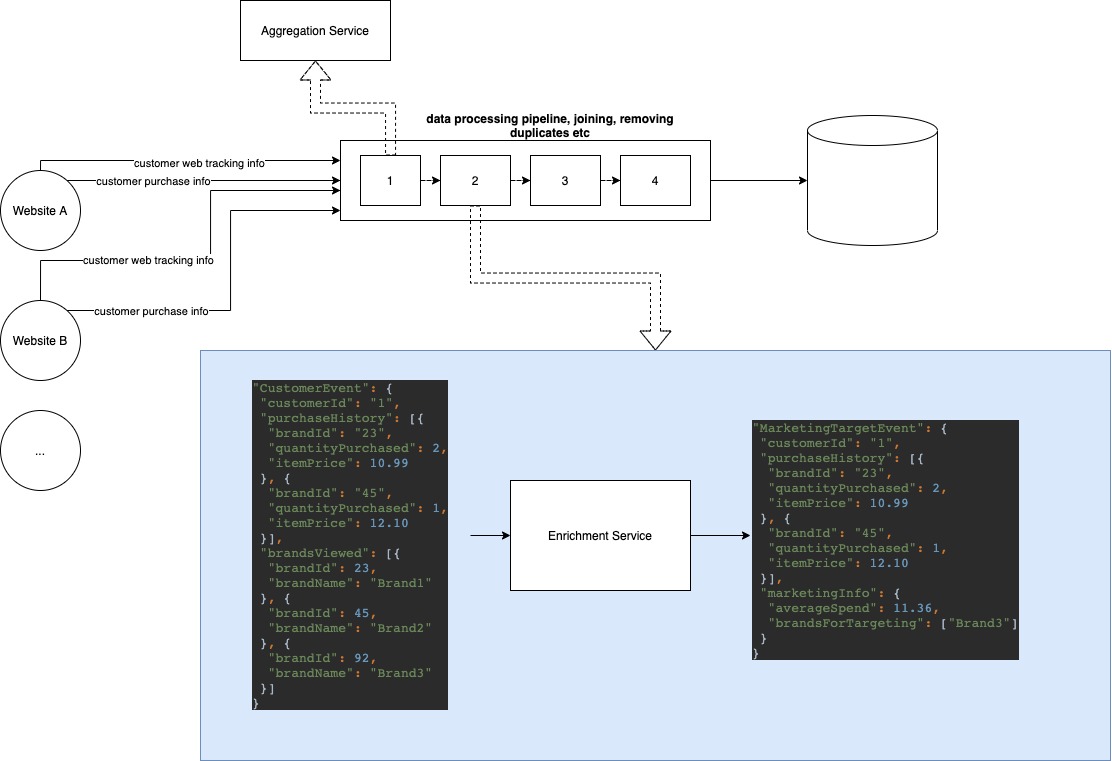 Aggregation Service
data processing pipeline, joining, removing
duplicates etc
customer web tracking info
customer purchase info
1
2
3
4
Website A
customer web tracking info
customer purchase info
Website B
...
"CustomerEvent": {
"customerId": "1",
"purchaseHistory": [{
"brandId": "23",
"quantityPurchased": 2,
"itemPrice": 10.99
}, {
"brandId": "45",
"quantityPurchased": 1,
"itemPrice": 12.10
}],
"brandsViewed": [{
"brandId": 23,
"brandName": "Brand1"
}, {
"brandId": 45,
"brandName": "Brand2"
}, {
"brandId": 92,
"brandName": "Brand3"
}]
}
Enrichment Service
"MarketingTargetEvent": {
"customerId": "1",
"purchaseHistory": [{
"brandId": "23",
"quantityPurchased": 2,
"itemPrice": 10.99
}, {
"brandId": "45",
"quantityPurchased": 1,
"itemPrice": 12.10
}],
"marketingInfo": {
"averageSpend": 11.36,
"brandsForTargeting": ["Brand3"]
}
}